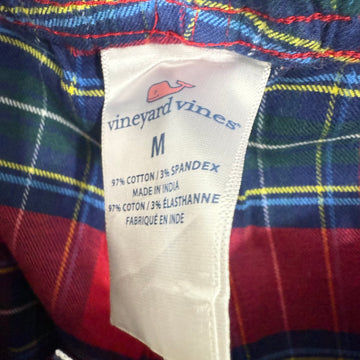 vineyard vines®
M
97% COTTON / 3% SPANDEX
MADE IN INDIA
97% COTON / 3% ÉLASTHANNE
FABRIQUÉ EN INDE